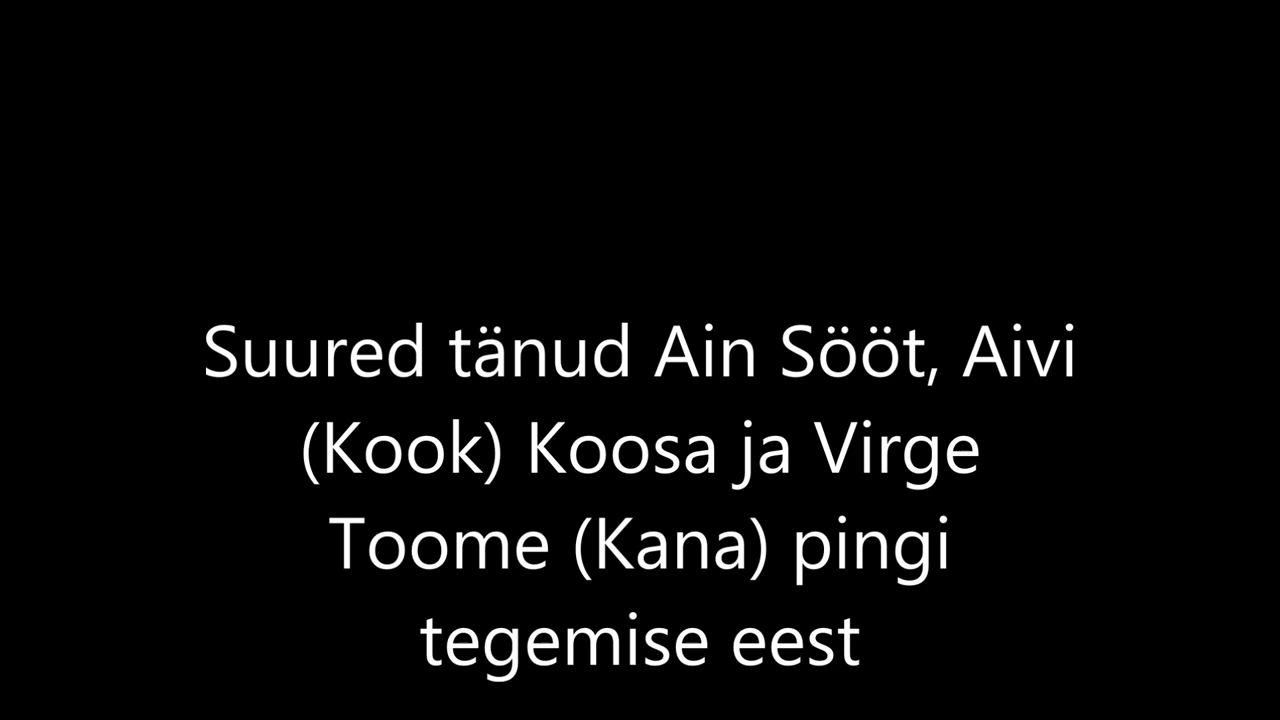 Suured tänud Ain Sööt, Aivi
(Kook) Koosa ja Virge
Toome (Kana) pingi
tegemise eest